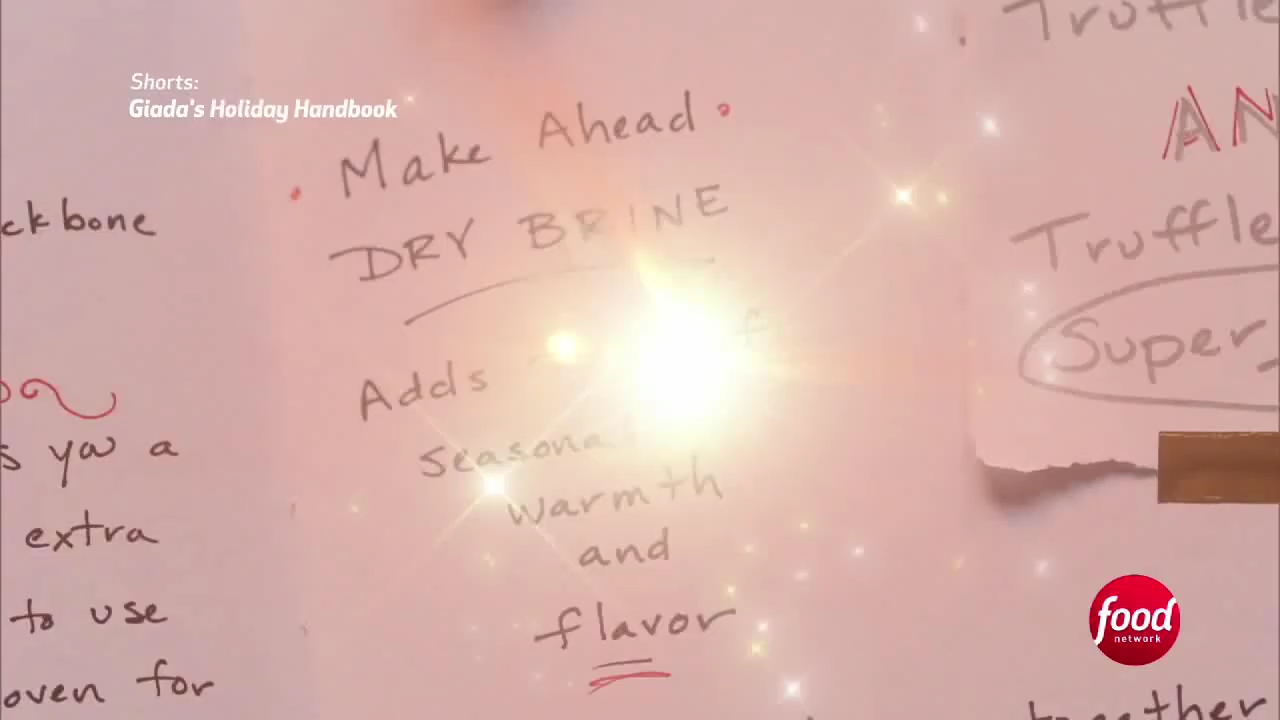 Shorts:
Giada's Holiday Handbook
Make Ahead
DRY BRINE
Adds
warmth
and
flavor
ckbone
s you a
extra
to use
oven for
Truffle
AN
Truffle
Super
food
network